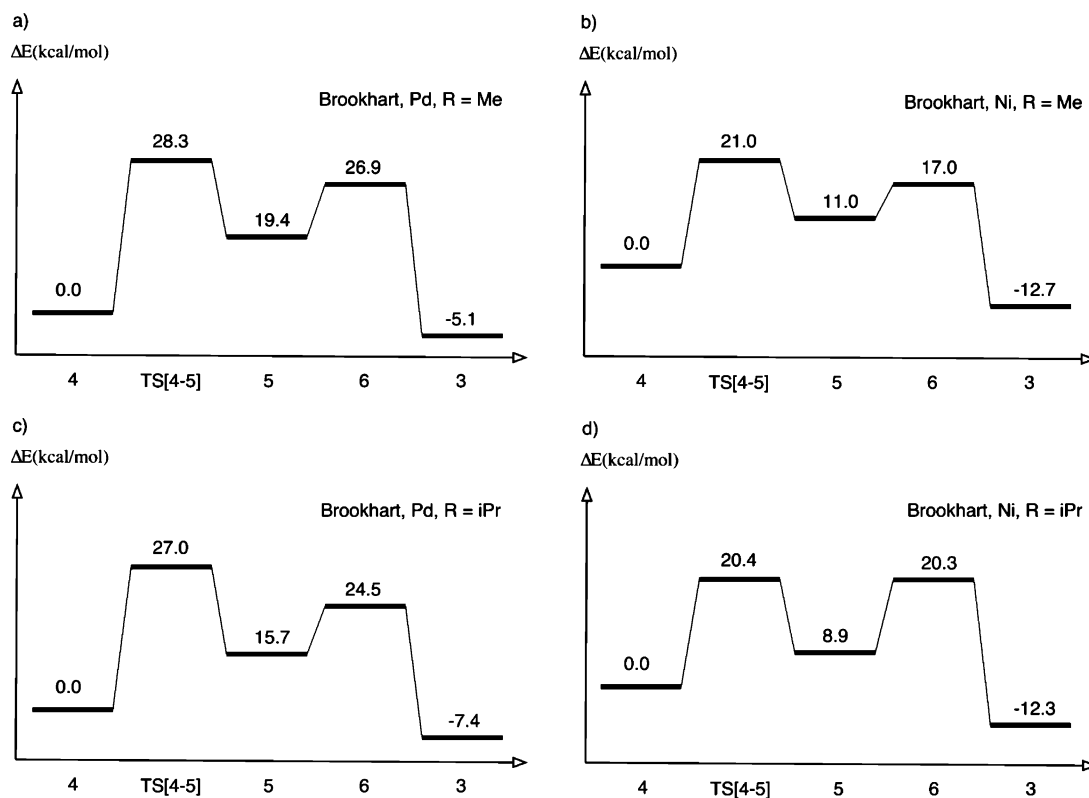 a)
ΔE(kcal/mol)
Brookhart, Pd, R = Me
28.3
26.9
19.4
0.0
-5.1
4 TS[4-5] 5 6 3
b)
ΔE(kcal/mol)
Brookhart, Ni, R = Me
21.0
17.0
11.0
0.0
-12.7
4 TS[4-5] 5 6 3
c)
ΔE(kcal/mol)
Brookhart, Pd, R = iPr
27.0
24.5
15.7
0.0
-7.4
4 TS[4-5] 5 6 3
d)
ΔE(kcal/mol)
Brookhart, Ni, R = iPr
20.4 20.3
8.9
0.0
-12.3
4 TS[4-5] 5 6 3